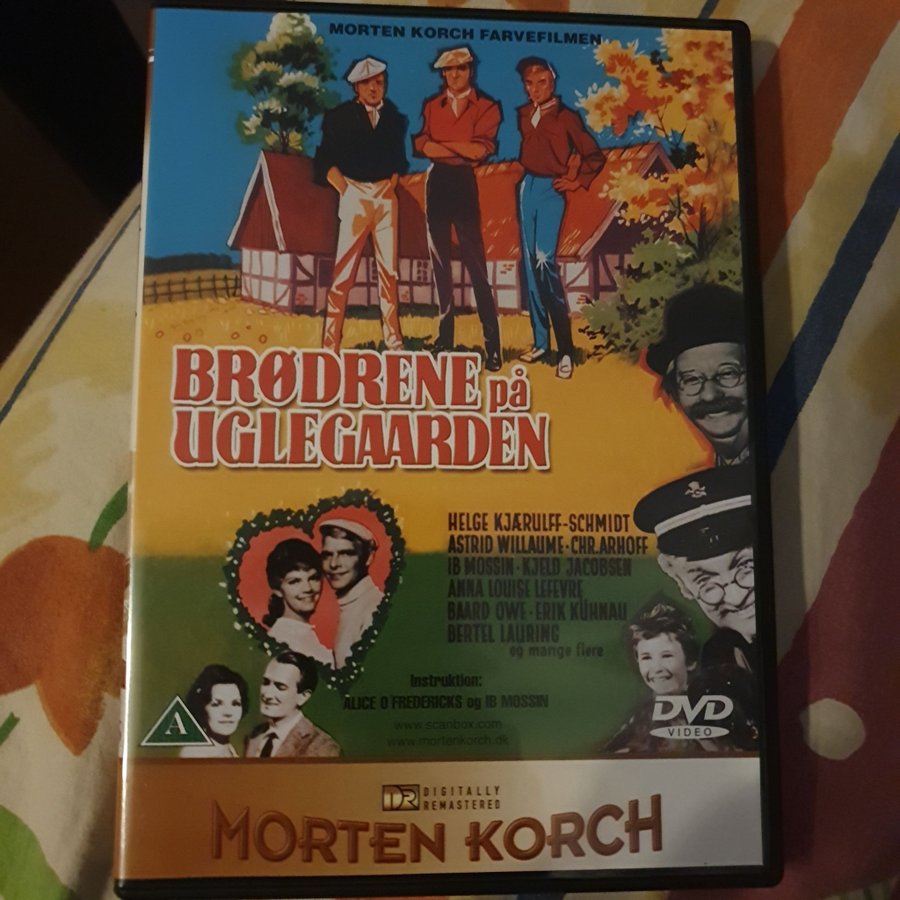 MORTEN KORCH FARVEFILMEN
BRØDRENE på
UGLEGAARDEN
HELGE KJÆRULFF-SCHMIDT
ASTRID WILLAUME · CHR. ARHOFF
IB MOSSIN · KJELD JACOBSEN
ANNA LOUISE LEFEVRE
BAARD OWE · ERIK KÜHNAU
BERTEL LAURING
og mange flere
Instruktion:
ALICE O'FREDERICKS og IB MOSSIN
www.scanbox.com
www.mortenkorch.dk
A
DVD
VIDEO
DR DIGITALLY
REMASTERED
MORTEN KORCH